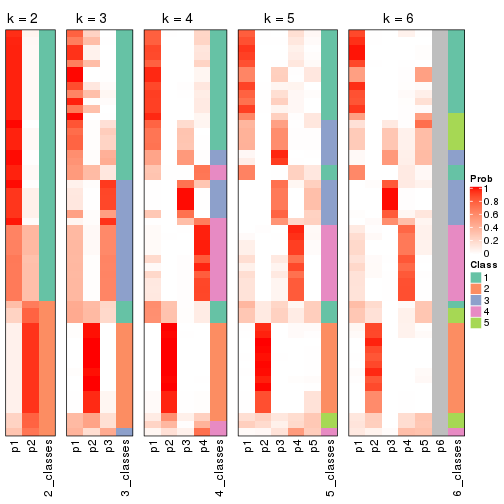 k = 2
k = 3
k = 4
k = 5
k = 6
Prob
1
0.8
0.6
0.4
0.2
0
Class
1
2
3
4
5
p1
p2
2_classes
p1
p2
p3
3_classes
p1
p2
p3
p4
4_classes
p1
p2
p3
p4
p5
5_classes
p1
p2
p3
p4
p5
p6
6_classes